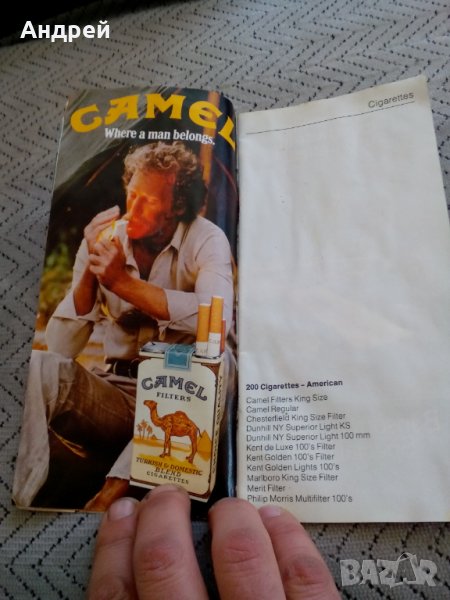 Андрей
CAMEL
Where a man belongs.
CAMEL
FILTERS
TURKISH & DOMESTIC
BLEND
CIGARETTES
Cigarettes
200 Cigarettes – American
Camel Filters King Size
Camel Regular
Chesterfield King Size Filter
Dunhill NY Superior Light KS
Dunhill NY Superior Light 100 mm
Kent de Luxe 100's Filter
Kent Golden 100's Filter
Kent Golden Lights 100's
Marlboro King Size Filter
Merit Filter
Philip Morris Multifilter 100's
BAZAR